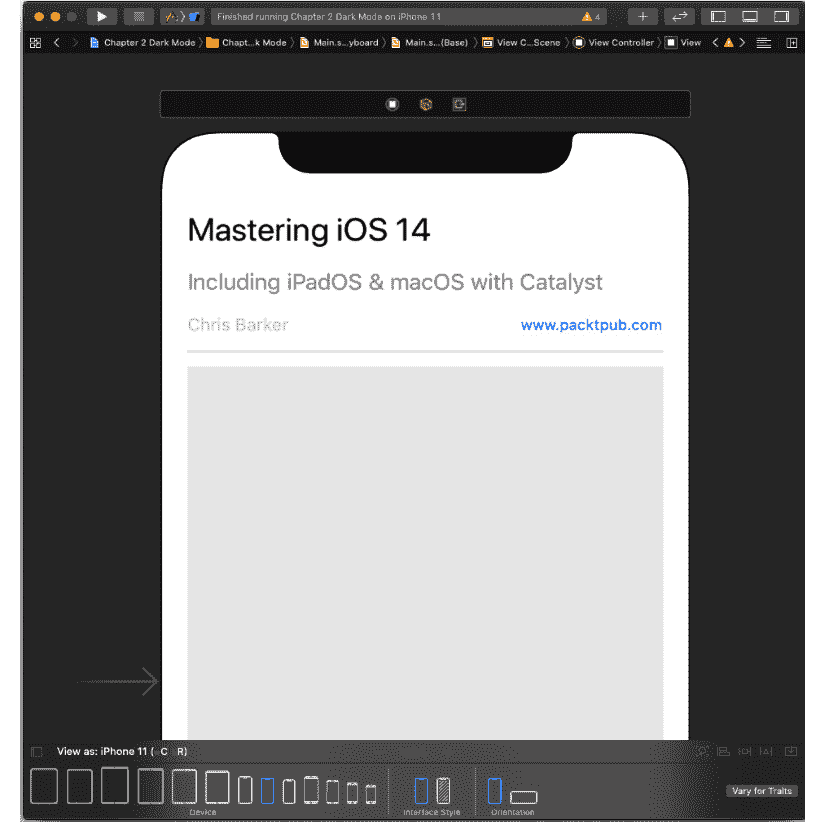 Finished running Chapter 2 Dark Mode on iPhone 11
4
Chapter 2 Dark Mode
Chapt...k Mode
Main.s...yboard
Main.s...(Base)
View C...Scene
View Controller
View
Mastering iOS 14
Including iPadOS & macOS with Catalyst
Chris Barker www.packtpub.com
View as: iPhone 11 ( C R)
Vary for Traits
Device
Interface Style
Orientation